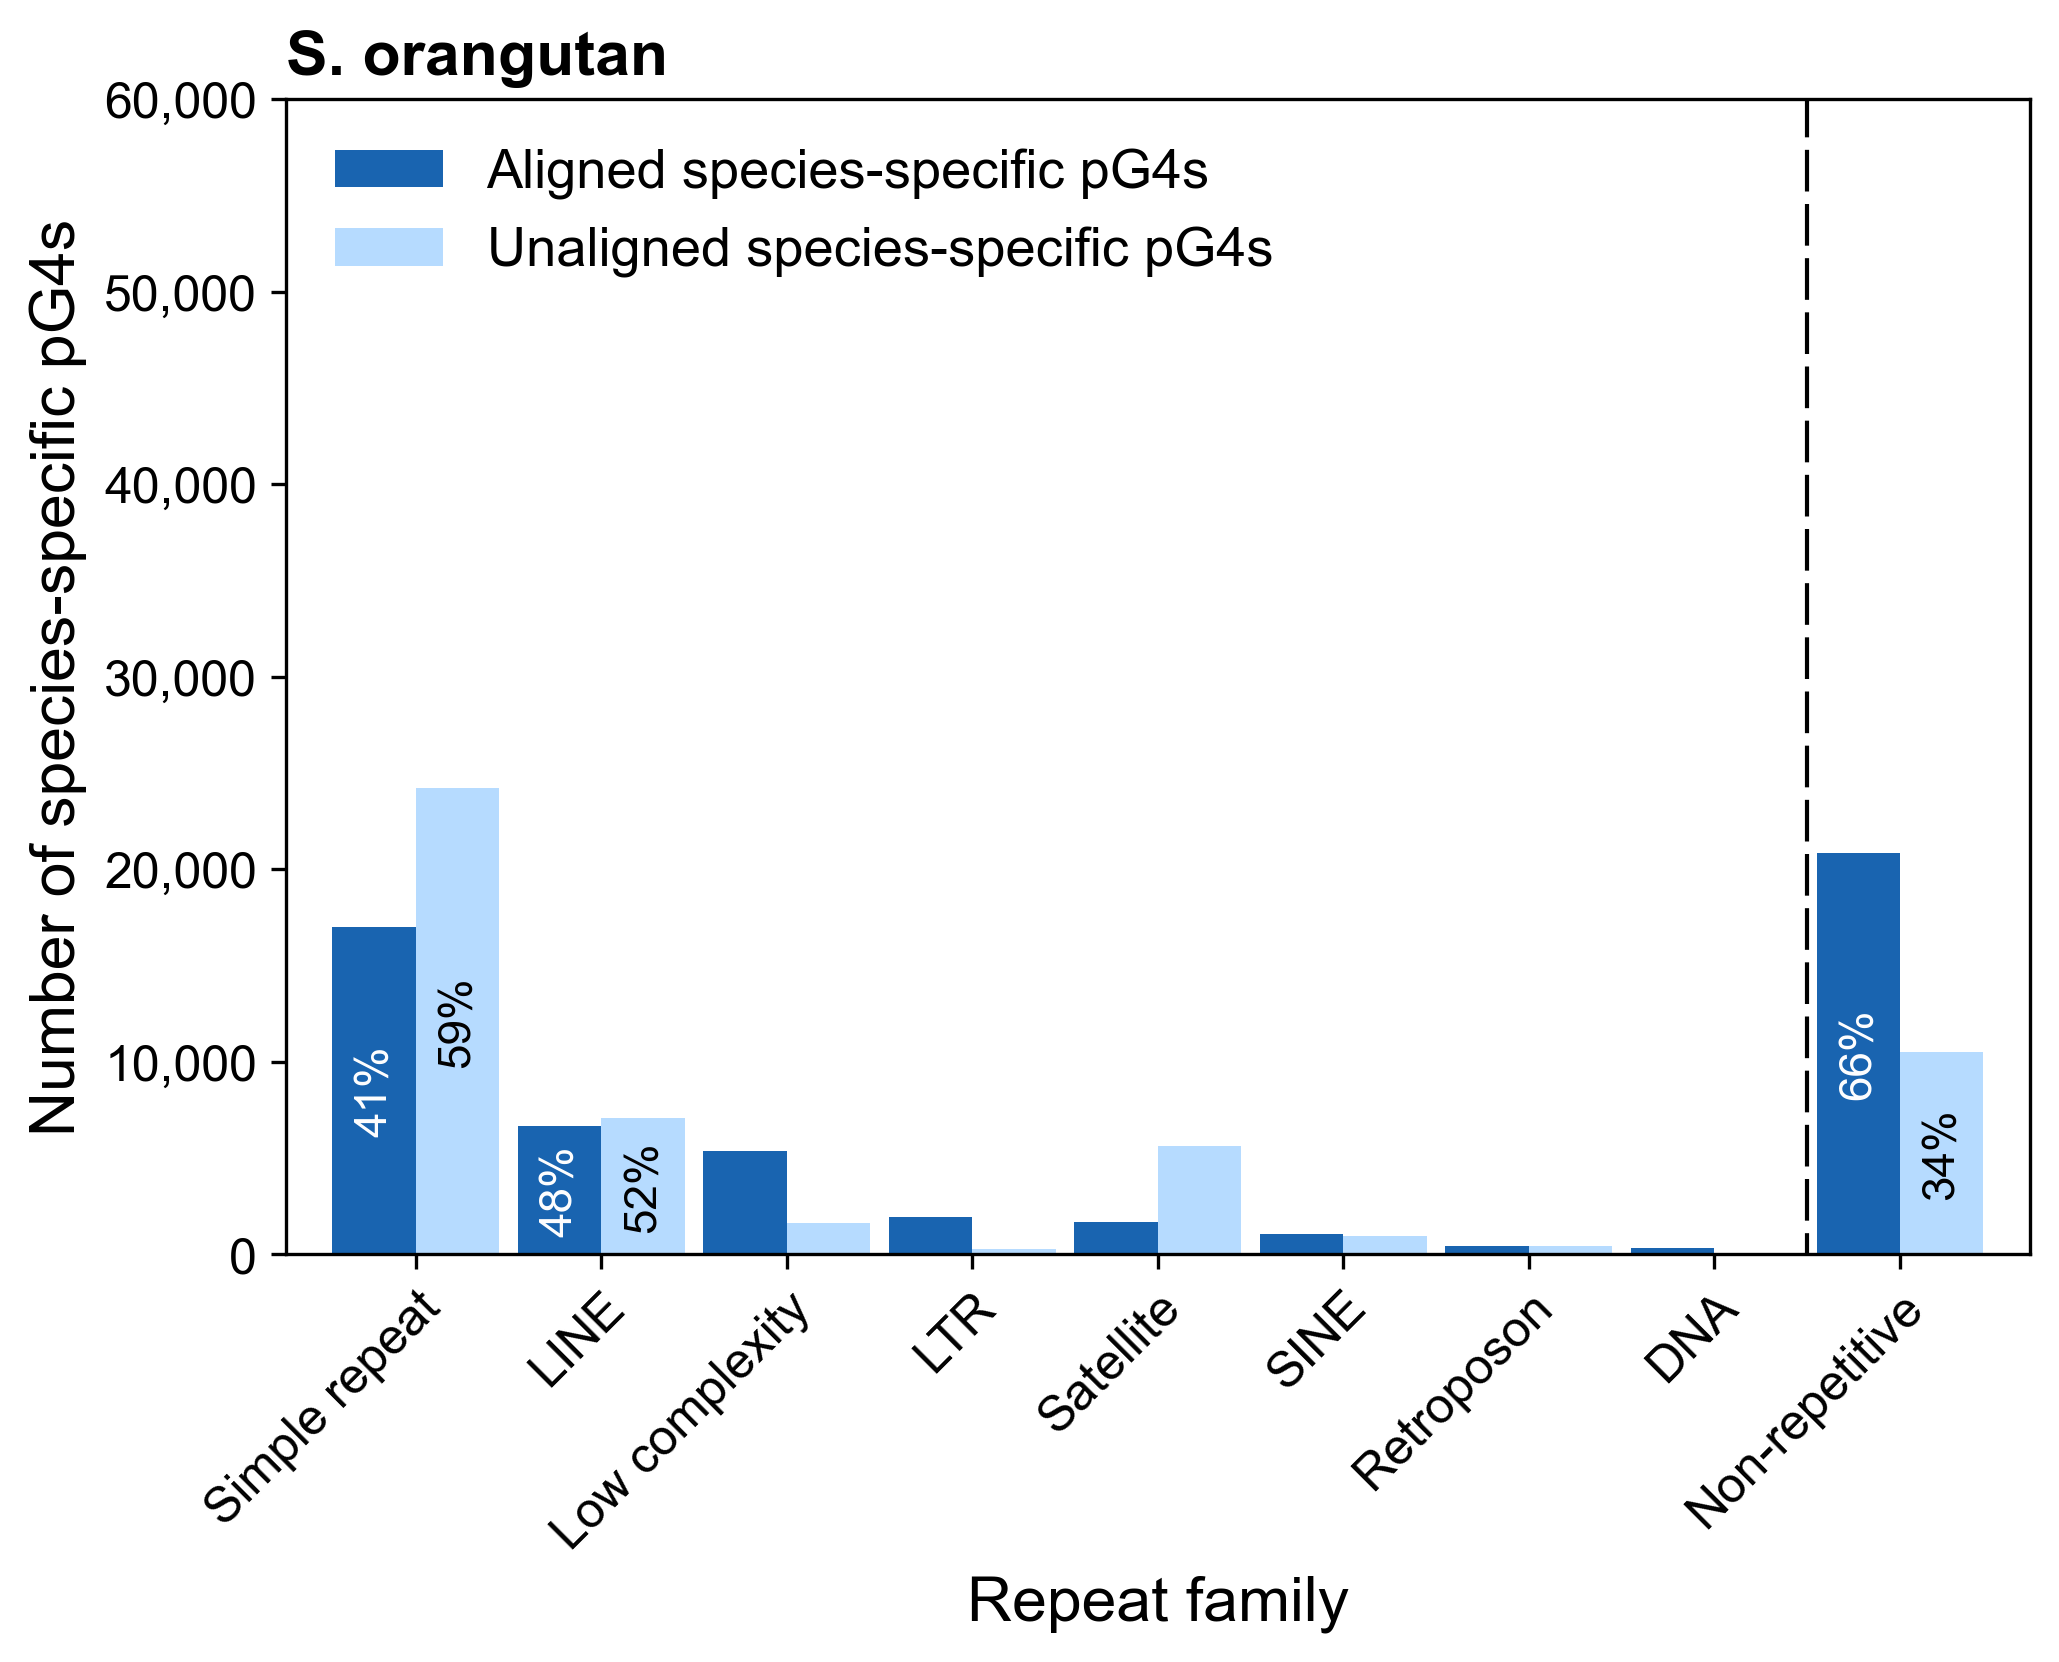 S. orangutan
60,000
50,000
40,000
30,000
20,000
10,000
0
Number of species-specific pG4s
Aligned species-specific pG4s
Unaligned species-specific pG4s
41%
59%
48%
52%
66%
34%
Simple repeat
LINE
Low complexity
LTR
Satellite
SINE
Retroposon
DNA
Non-repetitive
Repeat family